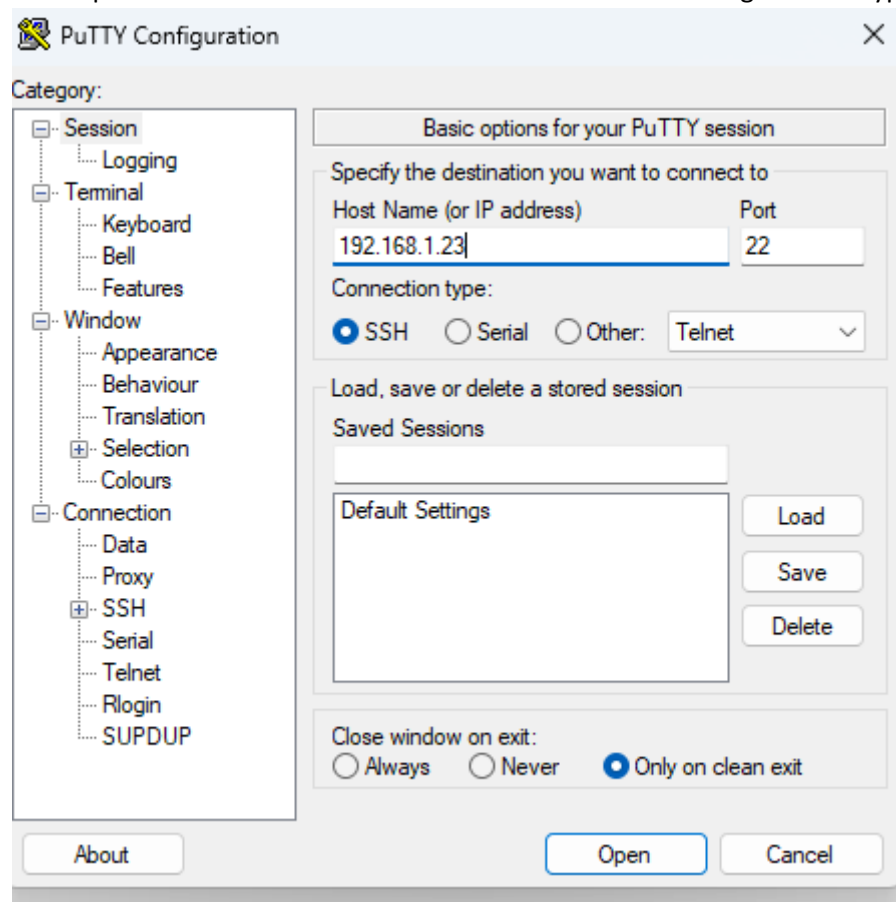 PuTTY Configuration
Category:
Session
Logging
Terminal
Keyboard
Bell
Features
Window
Appearance
Behaviour
Translation
Selection
Colours
Connection
Data
Proxy
SSH
Serial
Telnet
Rlogin
SUPDUP
Basic options for your PuTTY session
Specify the destination you want to connect to
Host Name (or IP address) Port
192.168.1.23 22
Connection type:
SSH Serial Other: Telnet
Load, save or delete a stored session
Saved Sessions
Default Settings
Load
Save
Delete
Close window on exit:
Always Never Only on clean exit
About Open Cancel